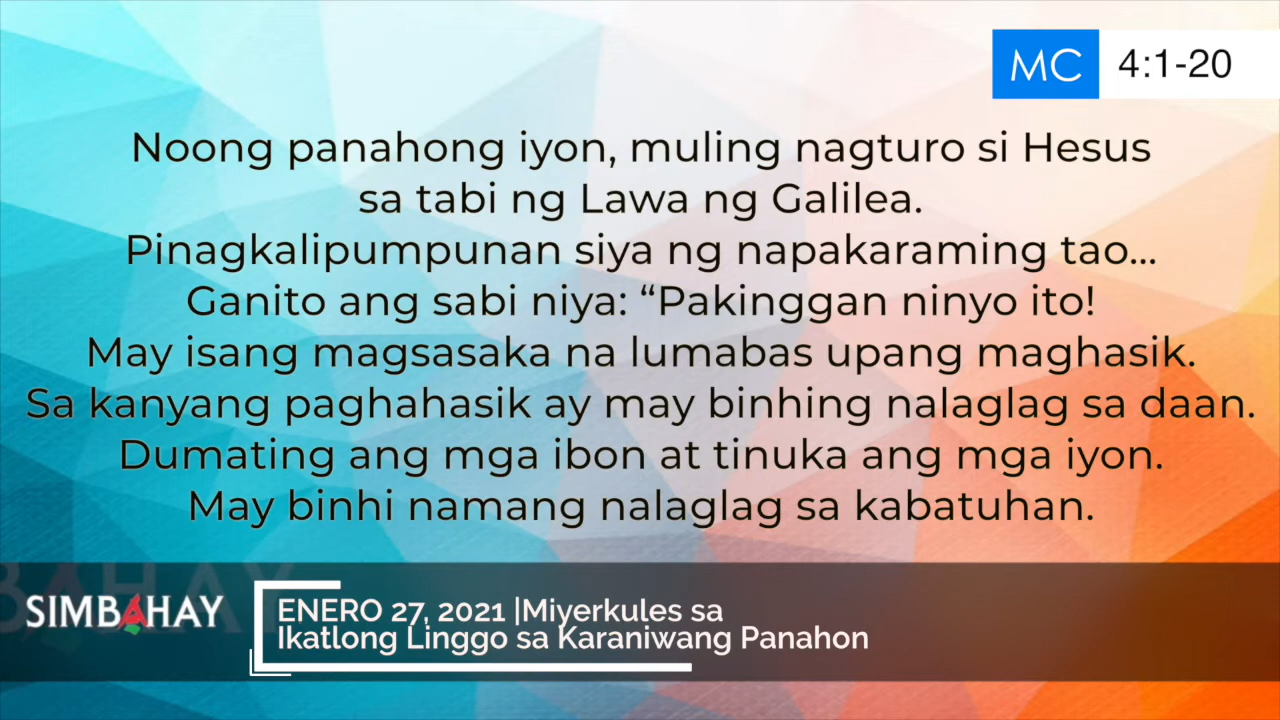 MC 4:1-20
Noong panahong iyon, muling nagturo si Hesus
sa tabi ng Lawa ng Galilea.
Pinagkalipumpunan siya ng napakaraming tao...
Ganito ang sabi niya: “Pakinggan ninyo ito!
May isang magsasaka na lumabas upang maghasik.
Sa kanyang paghahasik ay may binhing nalaglag sa daan.
Dumating ang mga ibon at tinuka ang mga iyon.
May binhi namang nalaglag sa kabatuhan.
SIMBAHAY
ENERO 27, 2021 |Miyerkules sa
Ikatlong Linggo sa Karaniwang Panahon